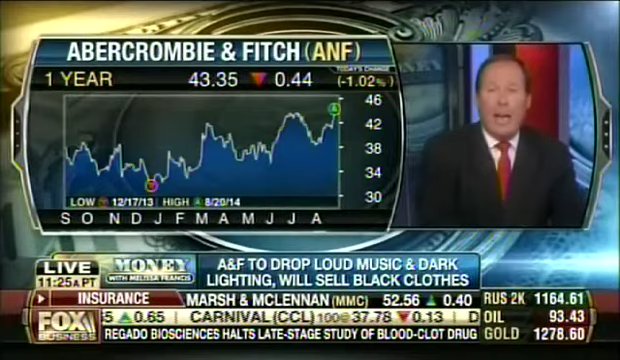 ABERCROMBIE & FITCH (ANF)
TODAY'S CHANGE
1 YEAR 43.35 ▼ 0.44 (-1.02%)
46
42
38
34
30
LOW 12/17/13 HIGH 8/20/14
S O N D J F M A M J J A
LIVE
11:25A PT
MONEY
WITH MELISSA FRANCIS
A&F TO DROP LOUD MUSIC & DARK
LIGHTING, WILL SELL BLACK CLOTHES
INSURANCE MARSH & MCLENNAN (MMC) 52.56 ▲ 0.40
RUS 2K 1164.61
FOX
BUSINESS
5 ▲ 0.65 CARNIVAL (CCL) 100@37.78 ▼ 0.13 D
OIL 93.43
REGADO BIOSCIENCES HALTS LATE-STAGE STUDY OF BLOOD-CLOT DRUG
GOLD 1278.60